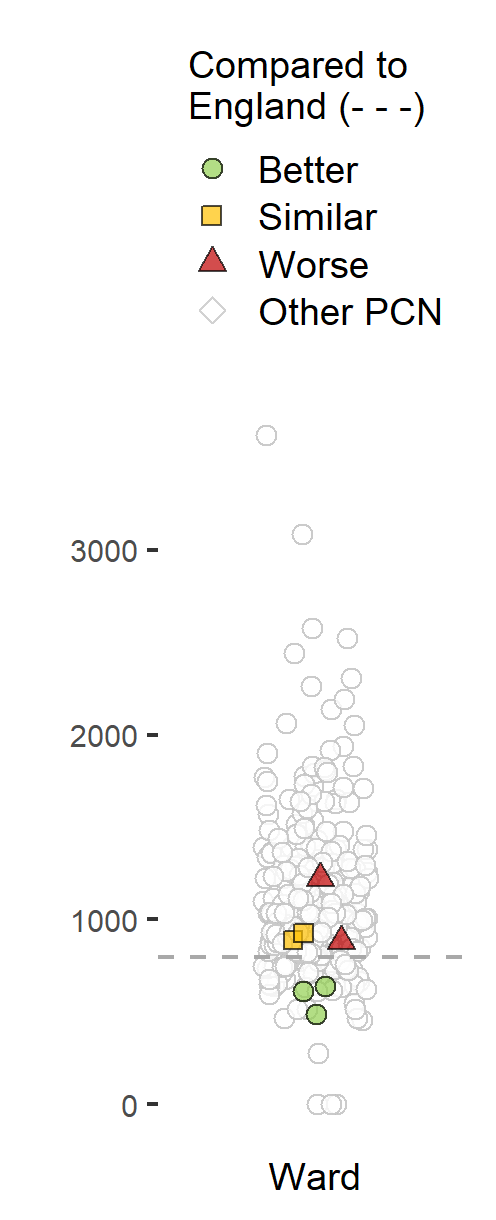 Compared to
England (- - -)
Better
Similar
Worse
Other PCN
3000
2000
1000
0
Ward